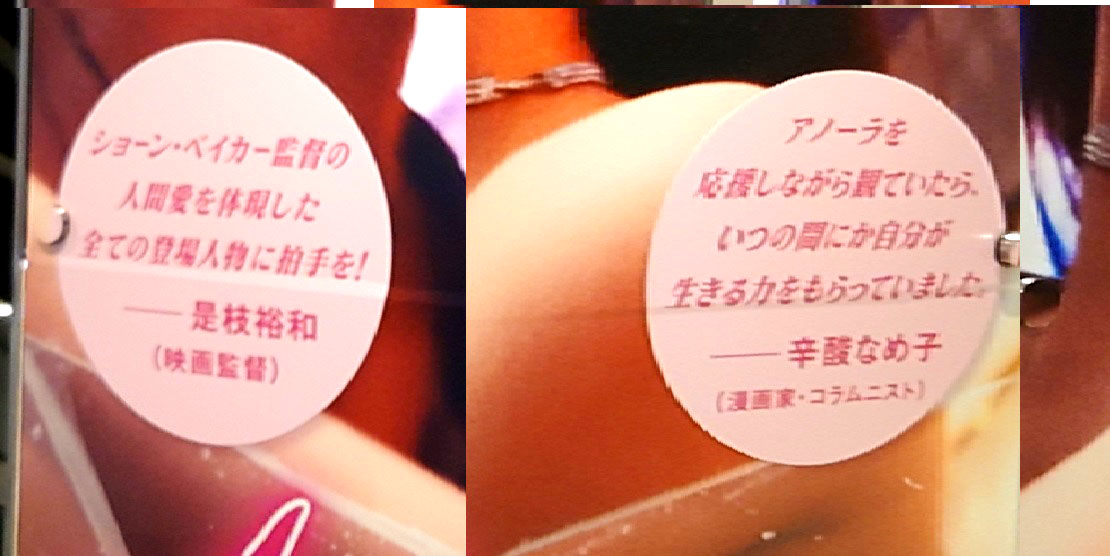 ショーン・ベイカー監督の
人間愛を体現した
全ての登場人物に拍手を!
—— 是枝裕和
(映画監督)
アノーラを
応援しながら観ていたら、
いつの間にか自分が
生きる力をもらっていました。
—— 辛酸なめ子
(漫画家・コラムニスト)